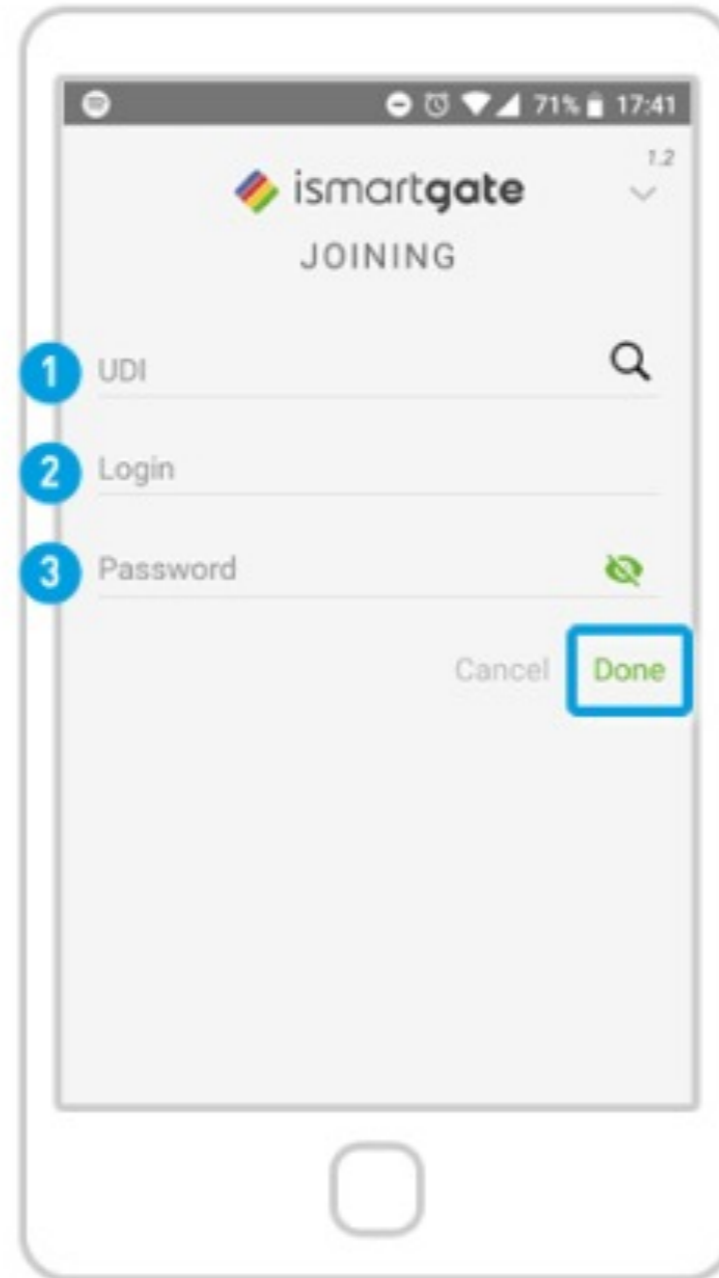 71% 17:41
1.2
ismartgate
JOINING
1 UDI
2 Login
3 Password
Cancel Done